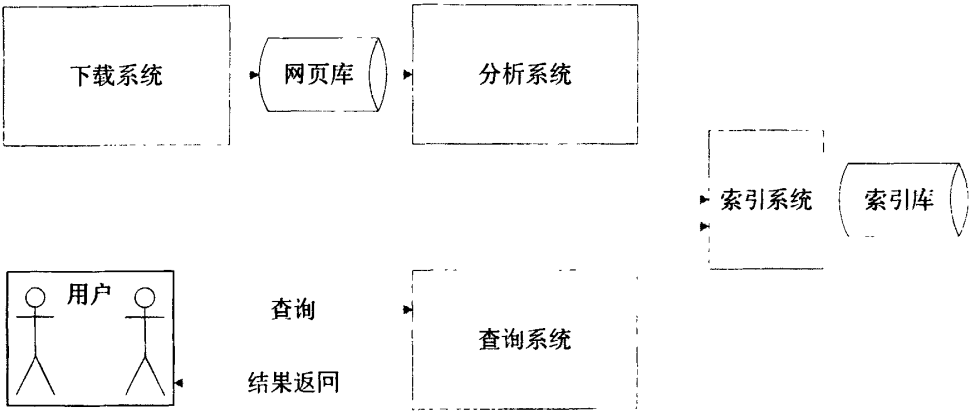 下载系统
网页库
分析系统
索引系统
索引库
用户
查询
查询系统
结果返回